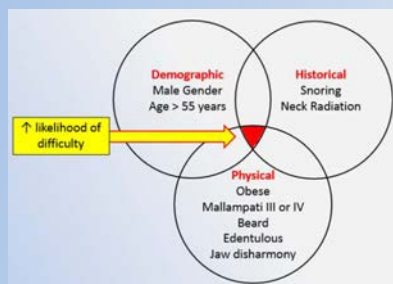 Demographic
Male Gender
Age > 55 years
Historical
Snoring
Neck Radiation
↑ likelihood of
difficulty
Physical
Obese
Mallampati III or IV
Beard
Edentulous
Jaw disharmony